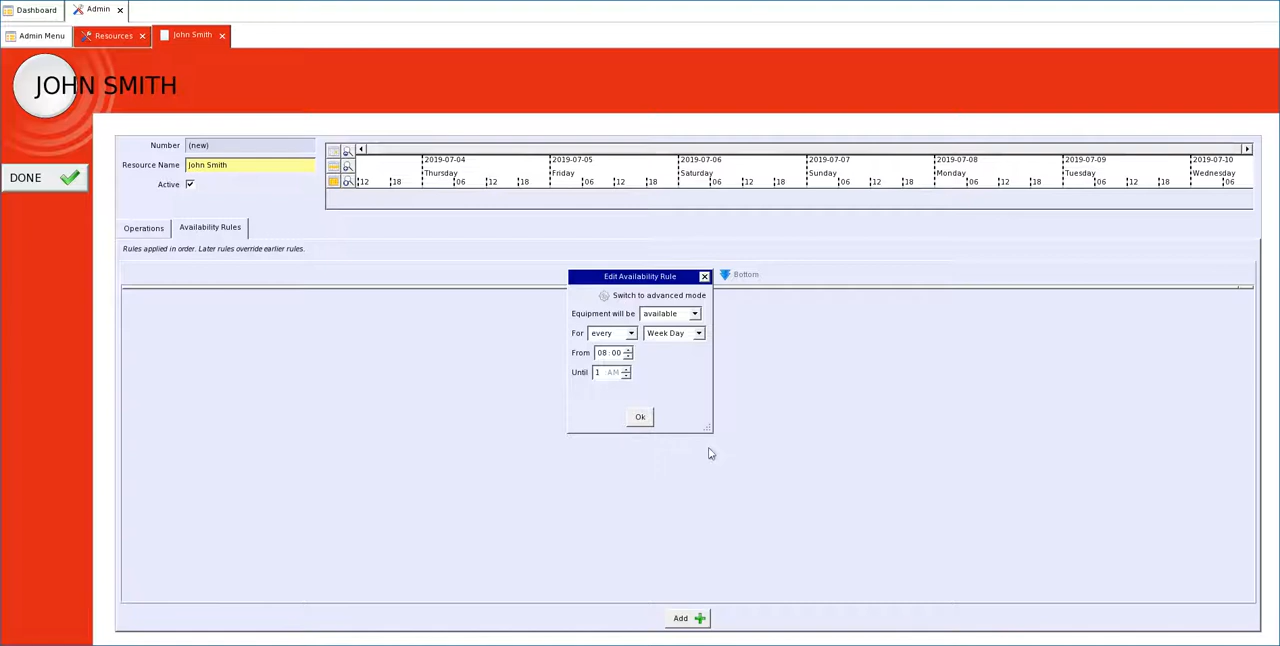 Dashboard
Admin
Admin Menu
Resources
John Smith
JOHN SMITH
DONE
Number
(new)
Resource Name
John Smith
Active
2019-07-04
2019-07-05
2019-07-06
2019-07-07
2019-07-08
2019-07-09
2019-07-10
Thursday
Friday
Saturday
Sunday
Monday
Tuesday
Wednesday
12 18 06 12 18 06 12 18 06 12 18 06 12 18 06 12 18 06
Operations
Availability Rules
Rules applied in order. Later rules override earlier rules.
Bottom
Edit Availability Rule
Switch to advanced mode
Equipment will be available
For every Week Day
From 08:00
Until 1 :AM
Ok
Add